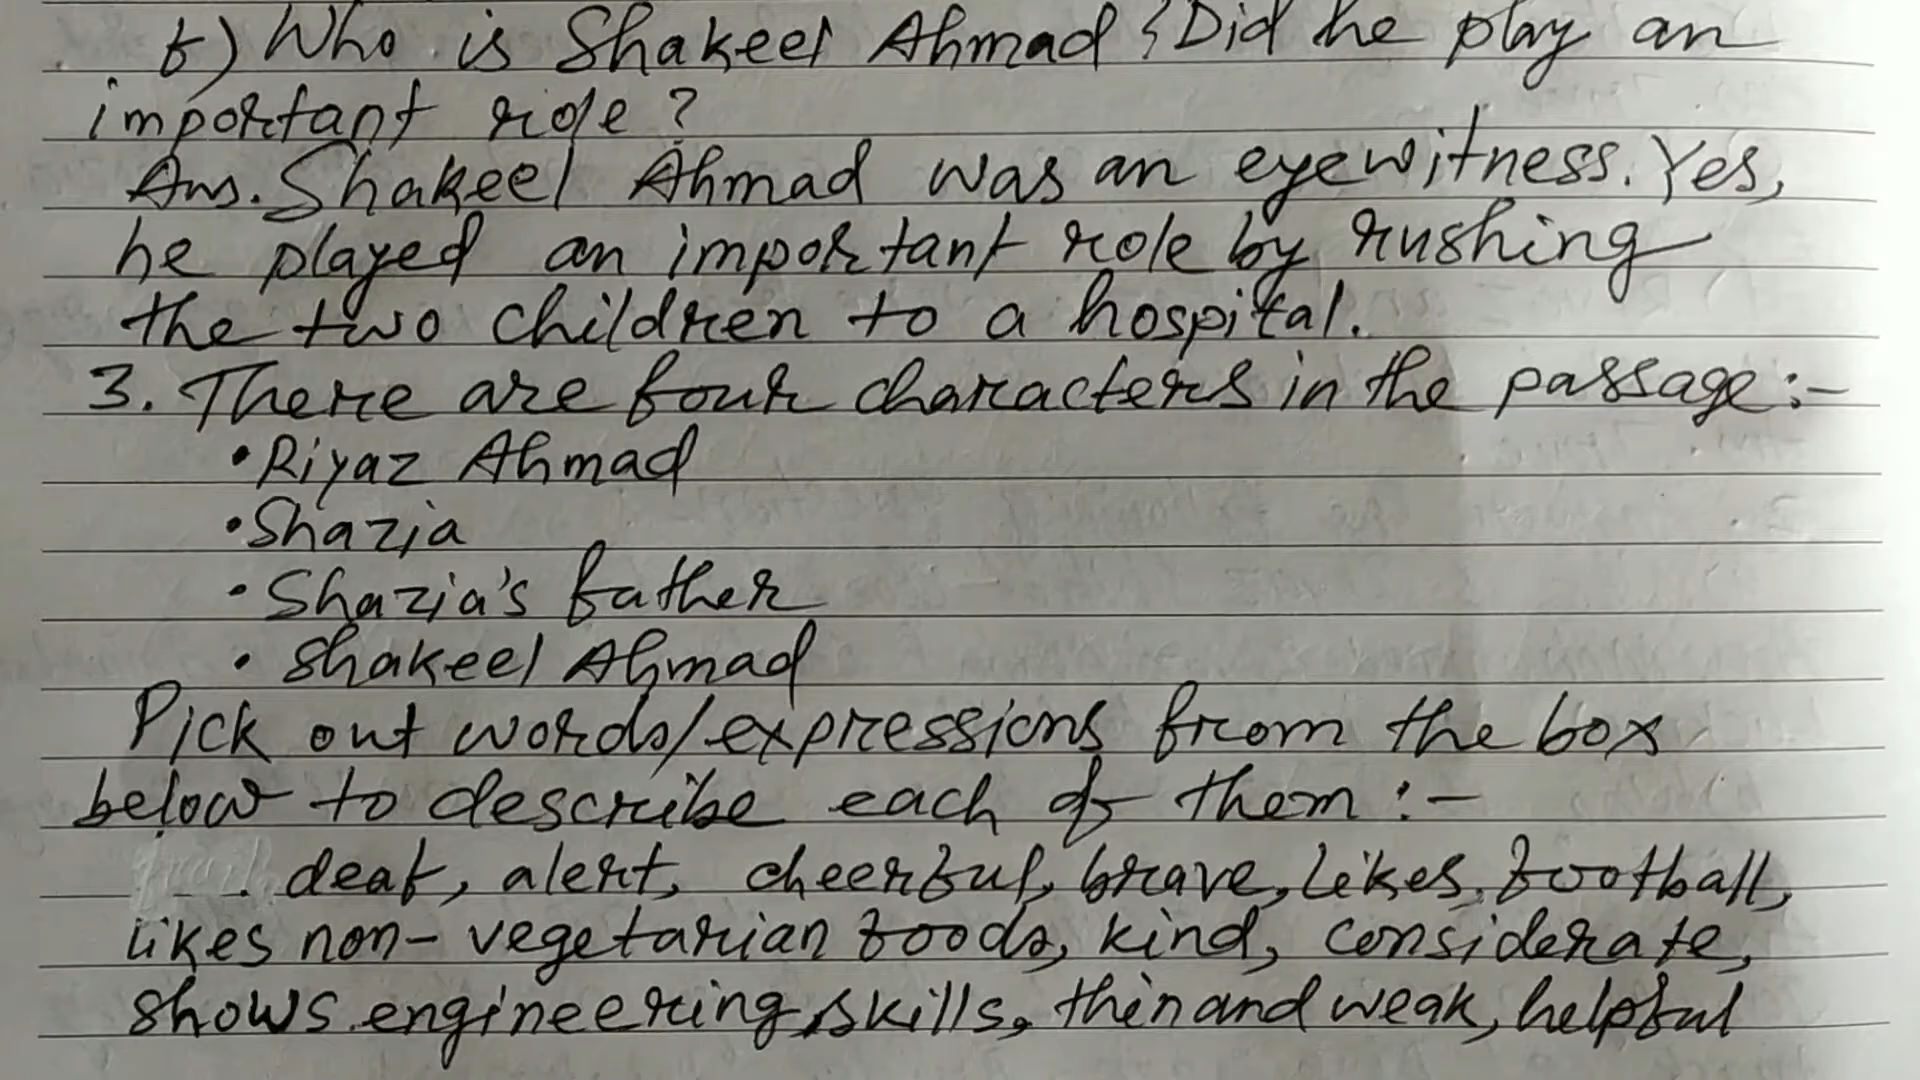 f) Who is Shakeel Ahmad? Did he play an
important role?
Ans. Shakeel Ahmad was an eyewitness. Yes,
he played an important role by rushing
the two children to a hospital.
3. There are four characters in the passage:-
• Riyaz Ahmad
• Shazia
• Shazia's father
• Shakeel Ahmad
Pick out words/expressions from the box
below to describe each of them:-
deaf, alert, cheerful, brave, likes football,
likes non-vegetarian foods, kind, considerate,
shows engineering skills, thin and weak, helpful